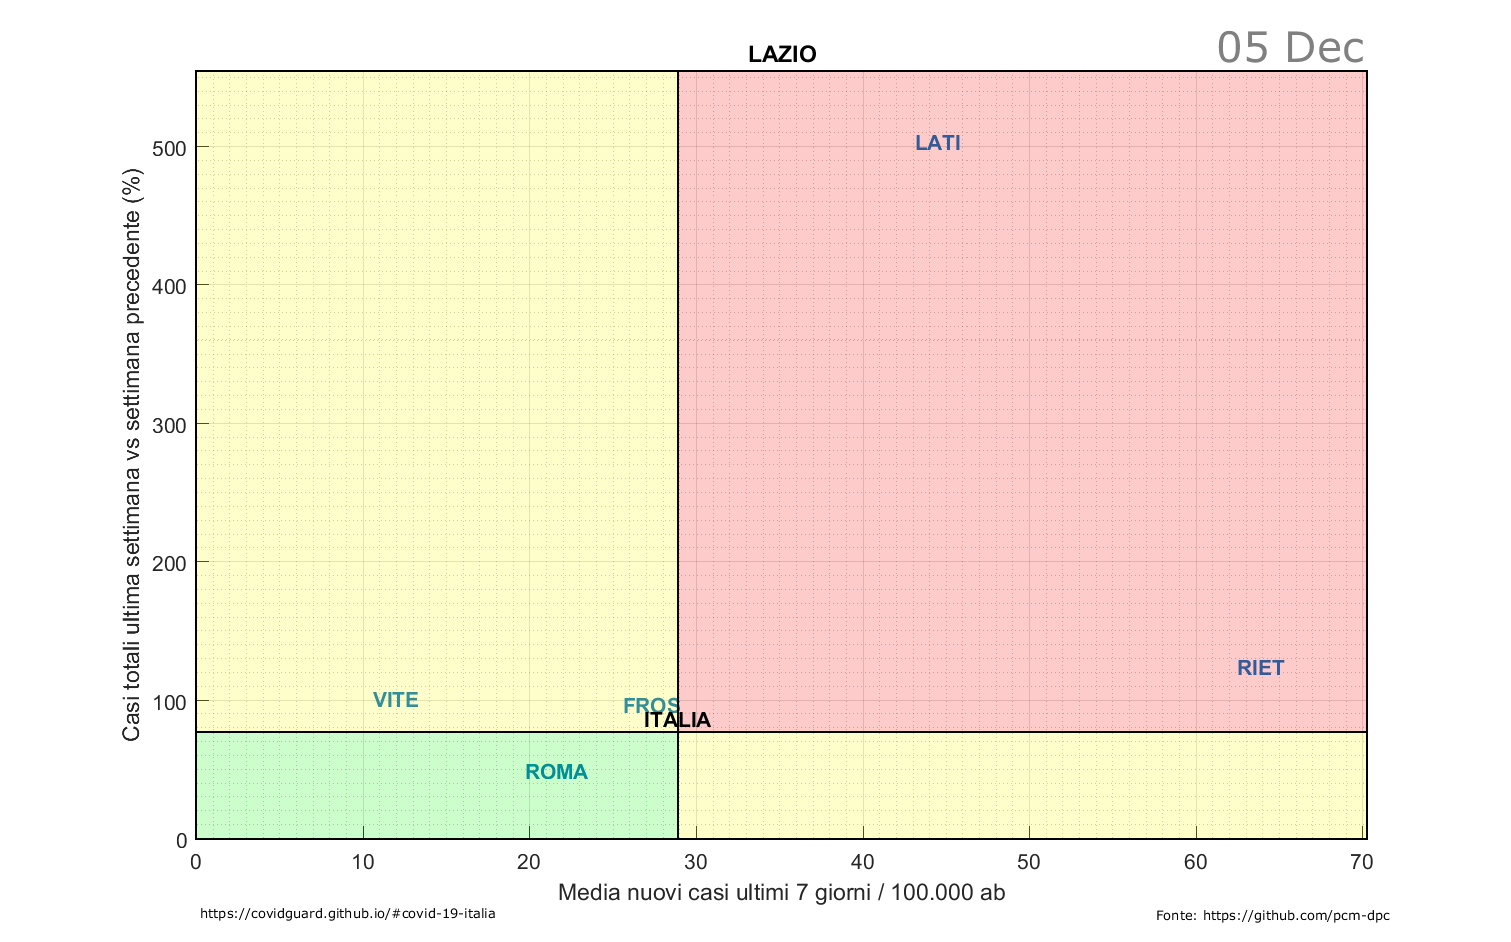 LAZIO
05 Dec
Casi totali ultima settimana vs settimana precedente (%)
500
400
300
200
100
0
LATI
RIET
VITE
FROS
ITALIA
ROMA
0 10 20 30 40 50 60 70
Media nuovi casi ultimi 7 giorni / 100.000 ab
https://covidguard.github.io/#covid-19-italia
Fonte: https://github.com/pcm-dpc